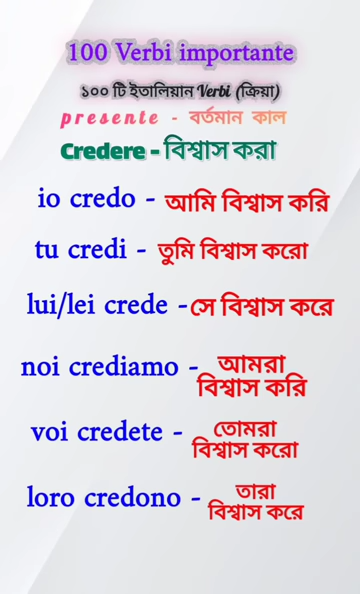 100 Verbi importante
১০০ টি ইতালিয়ান Verbi (ক্রিয়া)
presente - বর্তমান কাল
Credere - বিশ্বাস করা
io credo - আমি বিশ্বাস করি
tu credi - তুমি বিশ্বাস করো
lui/lei crede - সে বিশ্বাস করে
noi crediamo - আমরা
বিশ্বাস করি
voi credete - তোমরা
বিশ্বাস করো
loro credono - তারা
বিশ্বাস করে